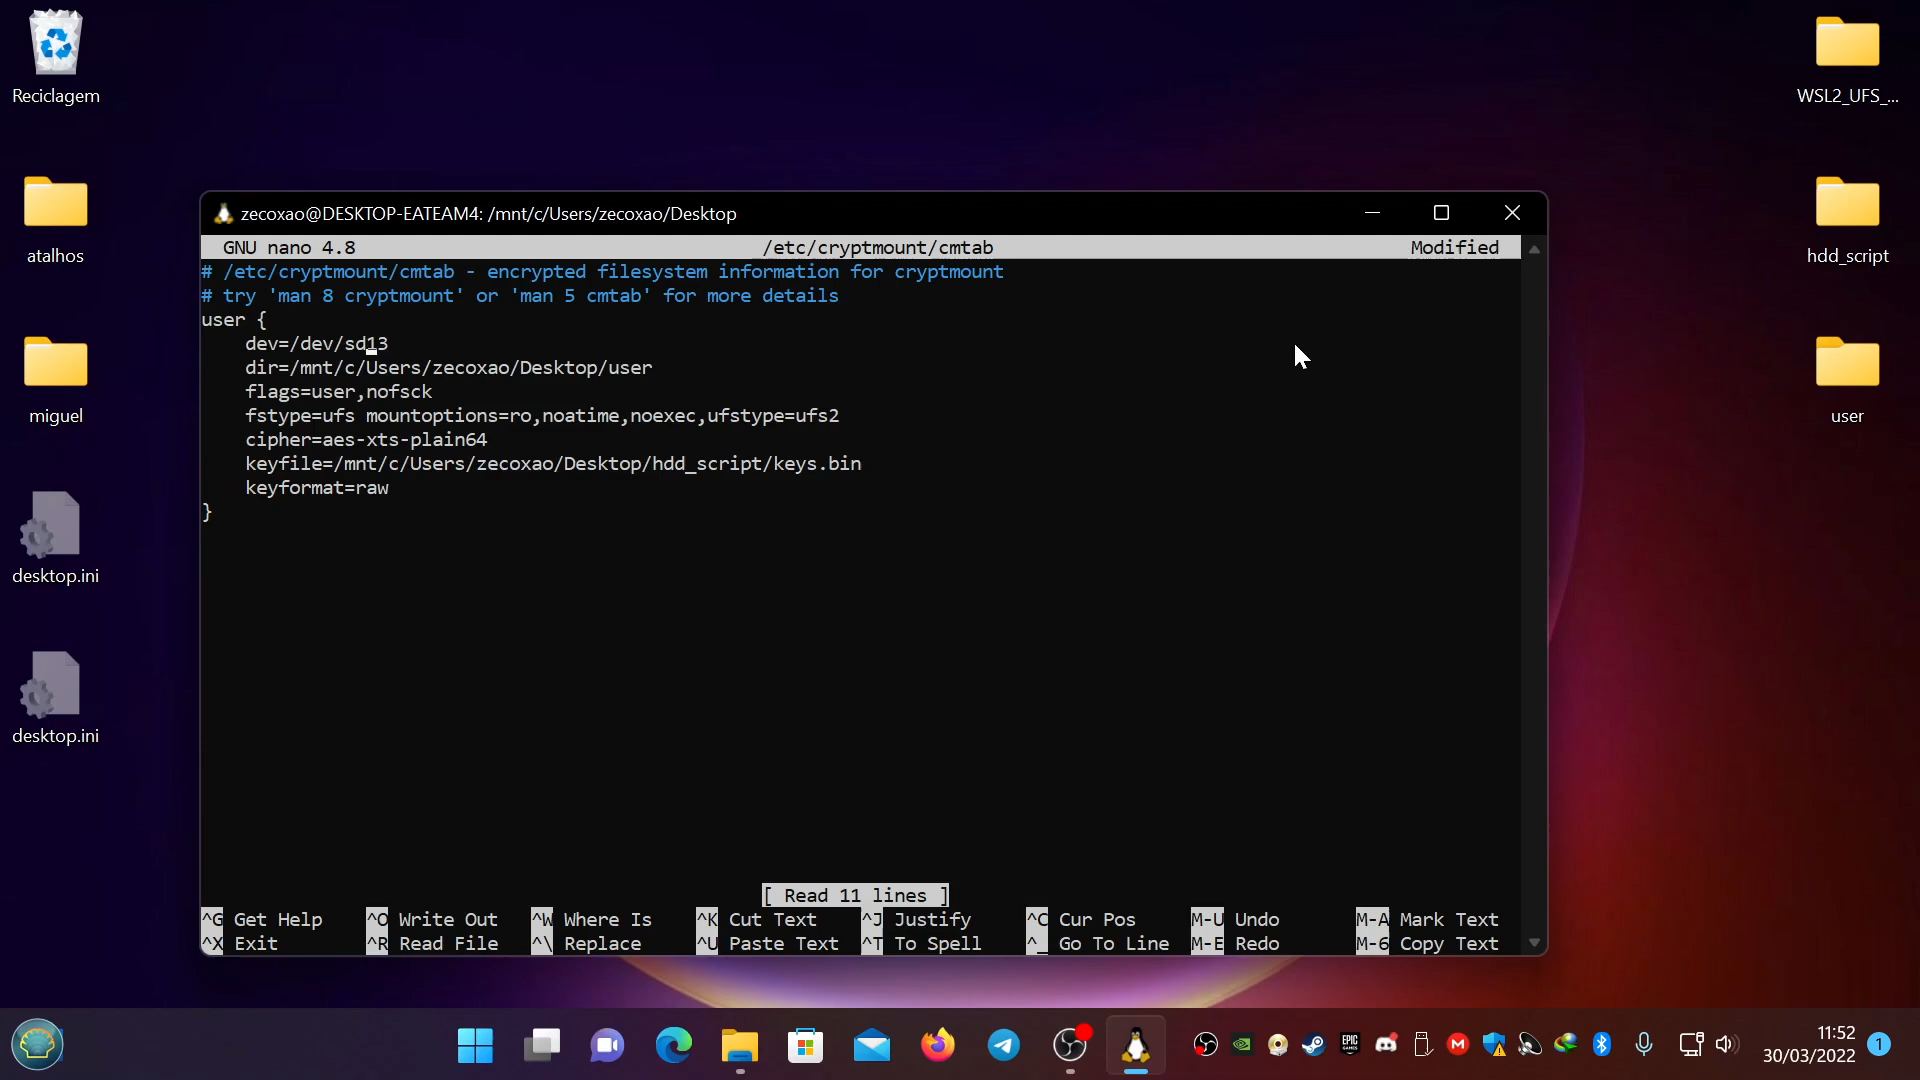 Reciclagem
atalhos
miguel
desktop.ini
desktop.ini
WSL2_UFS_...
hdd_script
user
zecoxao@DESKTOP-EATEAM4: /mnt/c/Users/zecoxao/Desktop
GNU nano 4.8 /etc/cryptmount/cmtab Modified
# /etc/cryptmount/cmtab - encrypted filesystem information for cryptmount
# try 'man 8 cryptmount' or 'man 5 cmtab' for more details
user {
dev=/dev/sd13
dir=/mnt/c/Users/zecoxao/Desktop/user
flags=user,nofsck
fstype=ufs mountoptions=ro,noatime,noexec,ufstype=ufs2
cipher=aes-xts-plain64
keyfile=/mnt/c/Users/zecoxao/Desktop/hdd_script/keys.bin
keyformat=raw
}
[ Read 11 lines ]
^G Get Help ^O Write Out ^W Where Is ^K Cut Text ^J Justify ^C Cur Pos M-U Undo M-A Mark Text
^X Exit ^R Read File ^\ Replace ^U Paste Text ^T To Spell ^_ Go To Line M-E Redo M-6 Copy Text
EPIC GAMES
11:52
30/03/2022
1